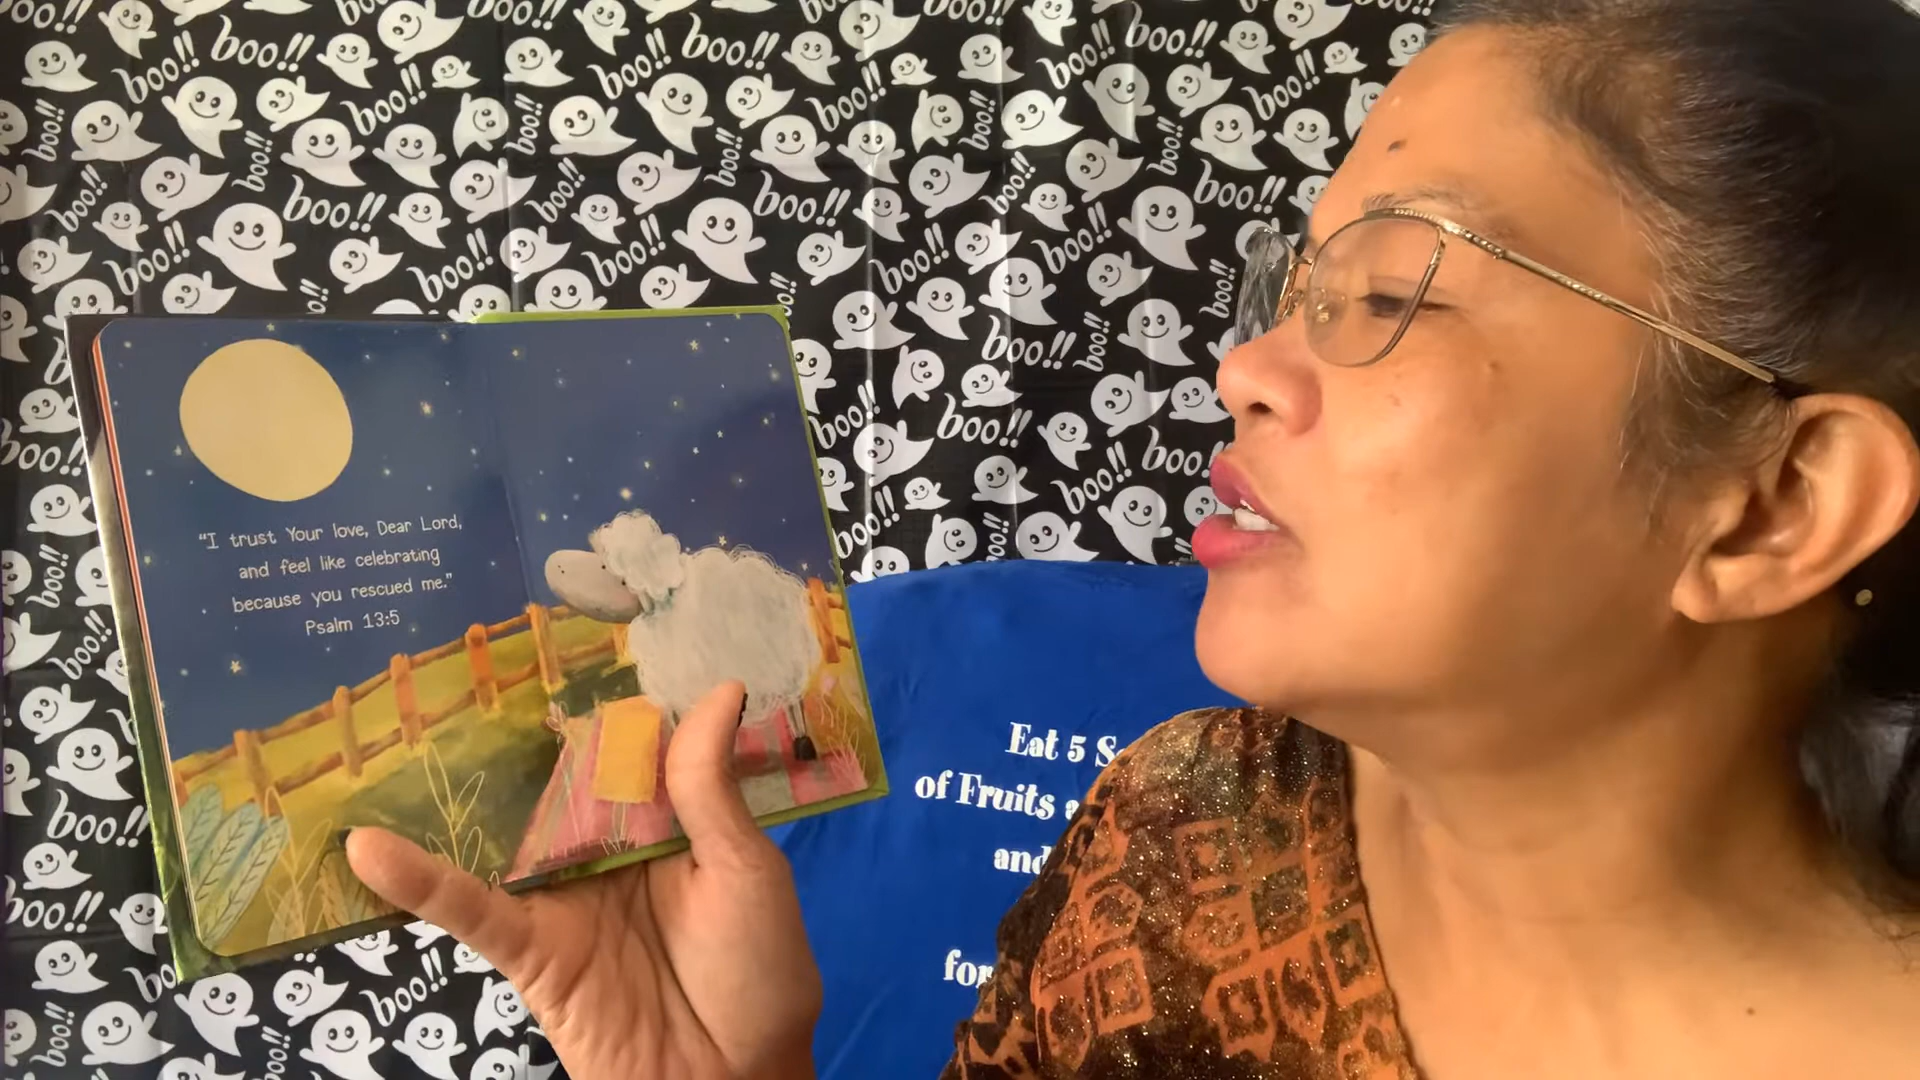 boo!!
"I trust Your love, Dear Lord,
and feel like celebrating
because you rescued me."
Psalm 13:5
Eat 5
of Fruits
and
for